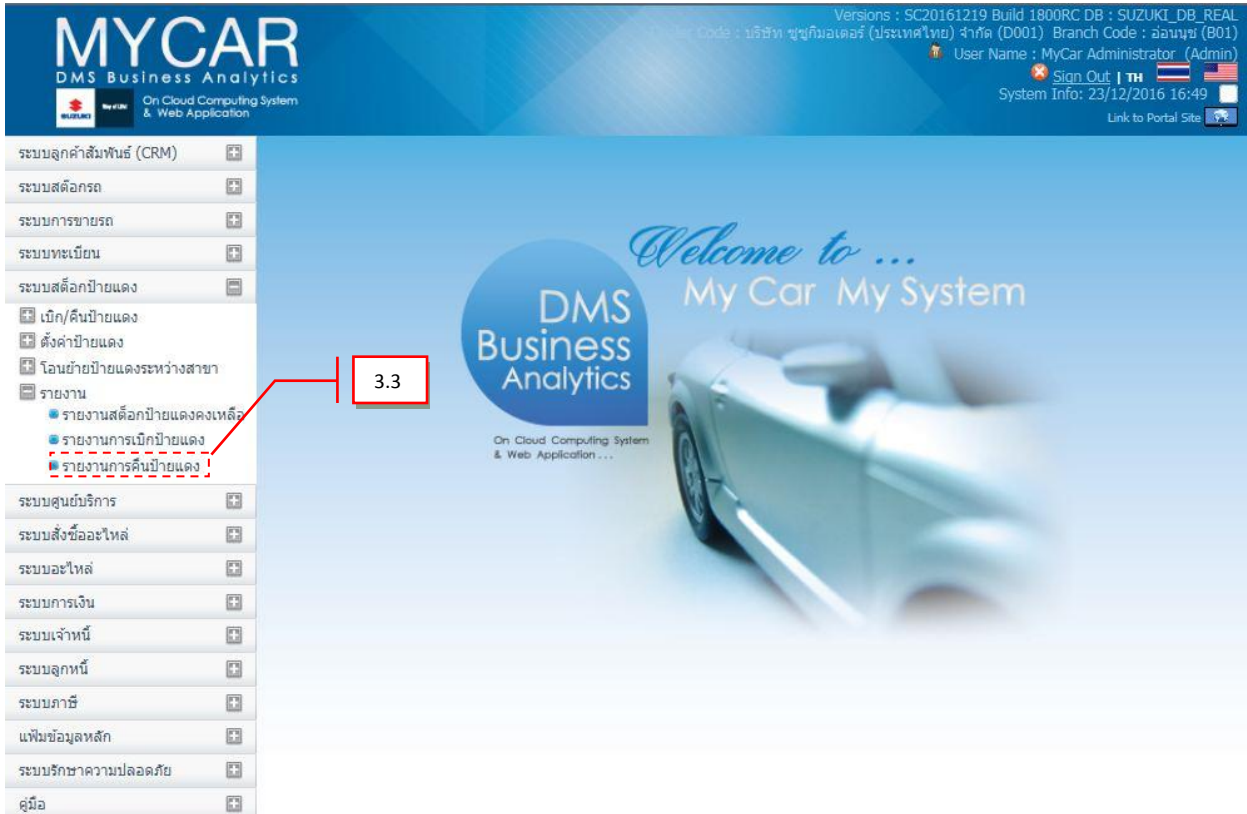 MYCAR
DMS Business Analytics
SUZUKI Way of Life! On Cloud Computing System
& Web Application
Versions : SC20161219 Build 1800RC DB : SUZUKI_DB_REAL
Code : บริษัท ซูซูกิมอเตอร์ (ประเทศไทย) จำกัด (D001) Branch Code : อ่อนนุช (B01)
User Name : MyCar Administrator (Admin)
Sign Out | TH
System Info: 23/12/2016 16:49
Link to Portal Site
ระบบลูกค้าสัมพันธ์ (CRM)
ระบบสต๊อกรถ
ระบบการขายรถ
ระบบทะเบียน
ระบบสต็อกป้ายแดง
เบิก/คืนป้ายแดง
ตั้งค่าป้ายแดง
โอนย้ายป้ายแดงระหว่างสาขา
รายงาน
รายงานสต็อกป้ายแดงคงเหลือ
รายงานการเบิกป้ายแดง
รายงานการคืนป้ายแดง
3.3
ระบบศูนย์บริการ
ระบบสั่งซื้ออะไหล่
ระบบอะไหล่
ระบบการเงิน
ระบบเจ้าหนี้
ระบบลูกหนี้
ระบบภาษี
แฟ้มข้อมูลหลัก
ระบบรักษาความปลอดภัย
คู่มือ
Welcome to ...
My Car My System
DMS
Business
Analytics
On Cloud Computing System
& Web Application . . .